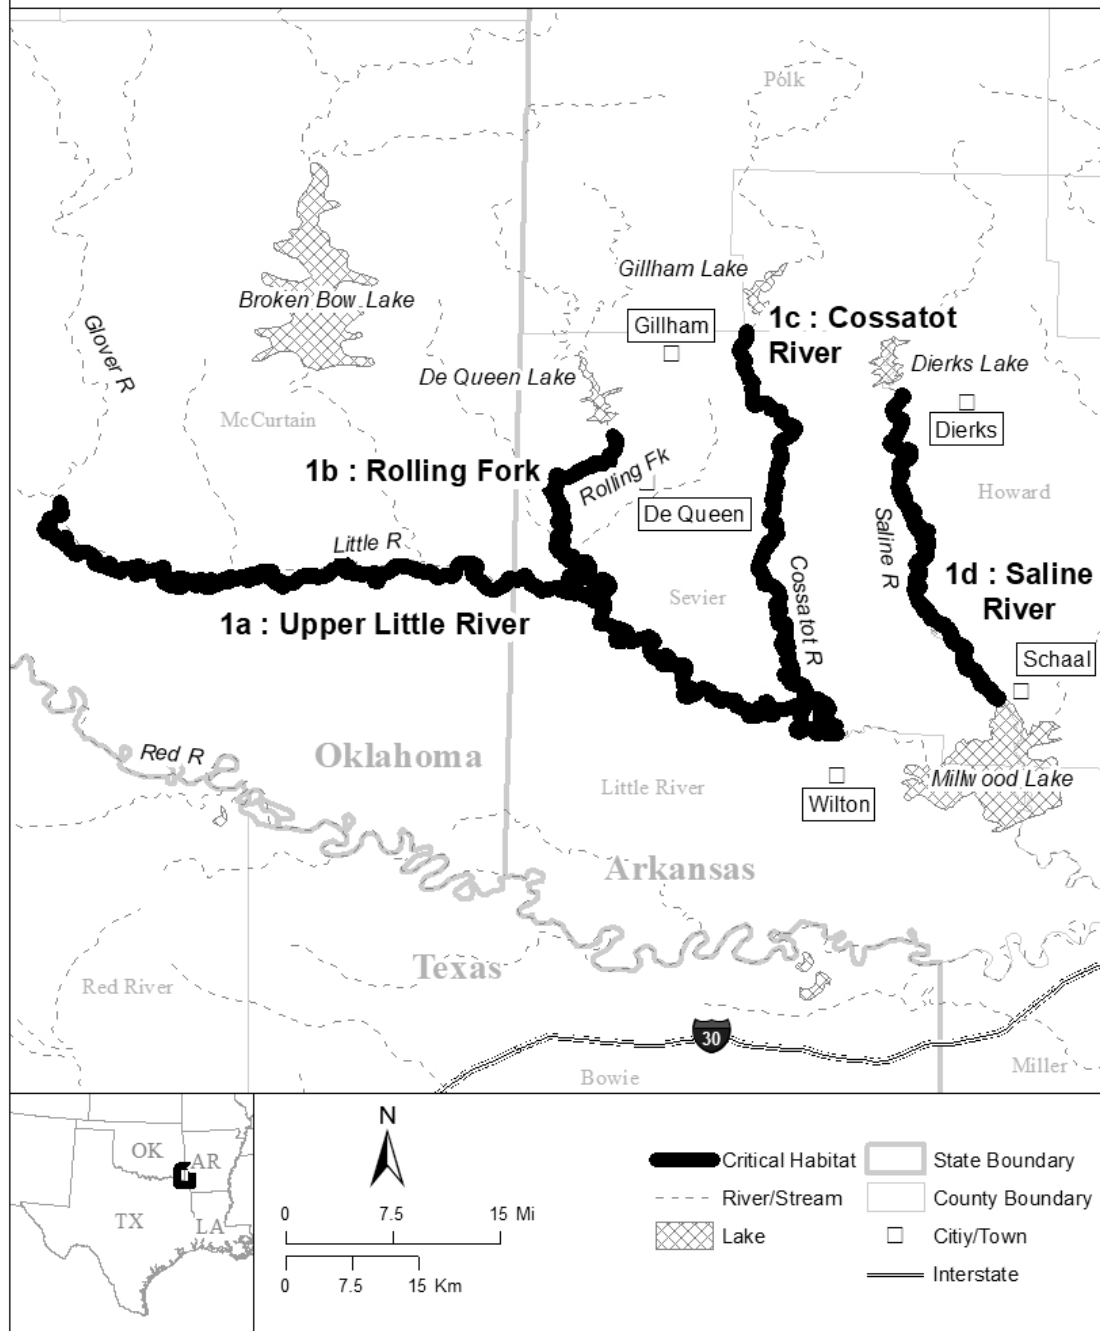 Polk
Gillham Lake
Broken Bow Lake
Gillham
1c : Cossatot
River
Glover R
De Queen Lake
Dierks Lake
McCurtain
Dierks
1b : Rolling Fork
Rolling Fk
De Queen
Howard
Saline R
Little R
Cossatot R
1d : Saline
River
Sevier
1a : Upper Little River
Schaal
Red R
Oklahoma
Little River
Millwood Lake
Wilton
Arkansas
Texas
Red River
30
Bowie
Miller
OK
AR
TX
LA
N
0 7.5 15 Mi
0 7.5 15 Km
Critical Habitat
River/Stream
Lake
State Boundary
County Boundary
Citiy/Town
Interstate